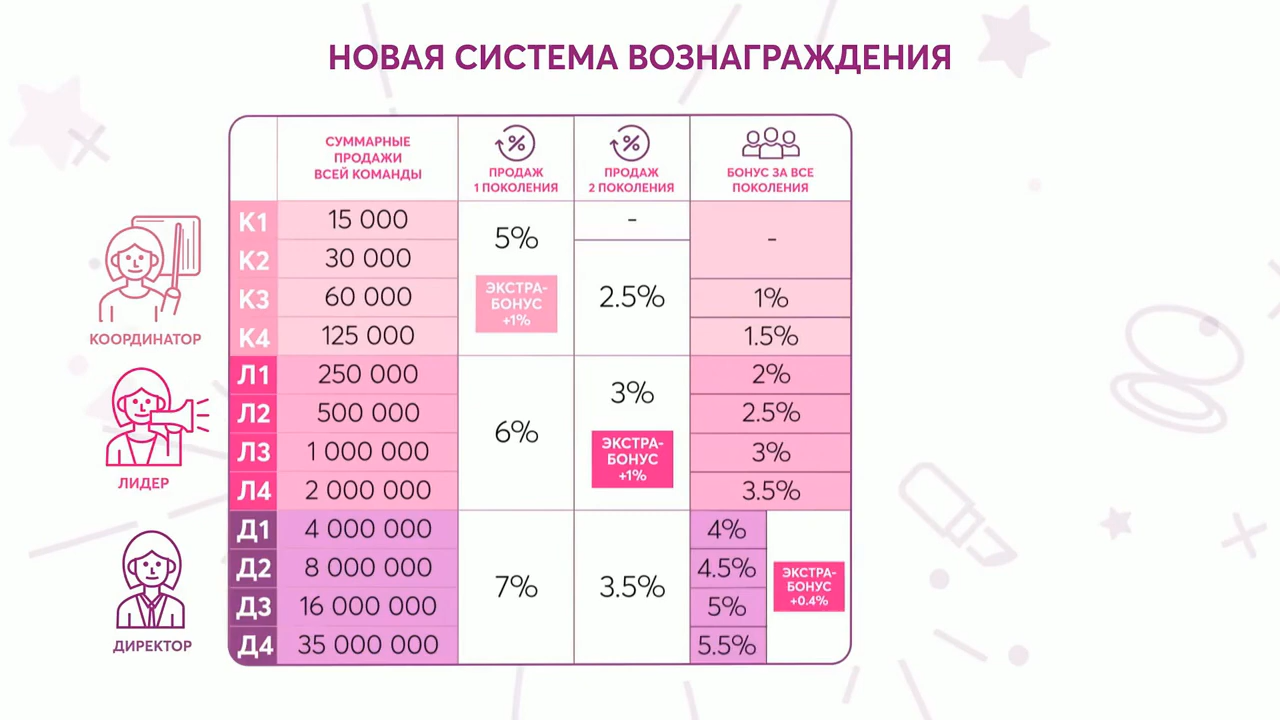 НОВАЯ СИСТЕМА ВОЗНАГРАЖДЕНИЯ
СУММАРНЫЕ
ПРОДАЖИ
ВСЕЙ КОМАНДЫ
%
ПРОДАЖ
1 ПОКОЛЕНИЯ
%
ПРОДАЖ
2 ПОКОЛЕНИЯ
БОНУС ЗА ВСЕ
ПОКОЛЕНИЯ
КООРДИНАТОР
К1 15 000 -
К2 30 000
К3 60 000 1%
К4 125 000 1.5%
5%
ЭКСТРА-
БОНУС
+1%
2.5%
-
ЛИДЕР
Л1 250 000 2%
Л2 500 000 2.5%
Л3 1 000 000 3%
Л4 2 000 000 3.5%
6%
3%
ЭКСТРА-
БОНУС
+1%
ДИРЕКТОР
Д1 4 000 000 4%
Д2 8 000 000 4.5%
Д3 16 000 000 5%
Д4 35 000 000 5.5%
7%
3.5%
ЭКСТРА-
БОНУС
+0.4%